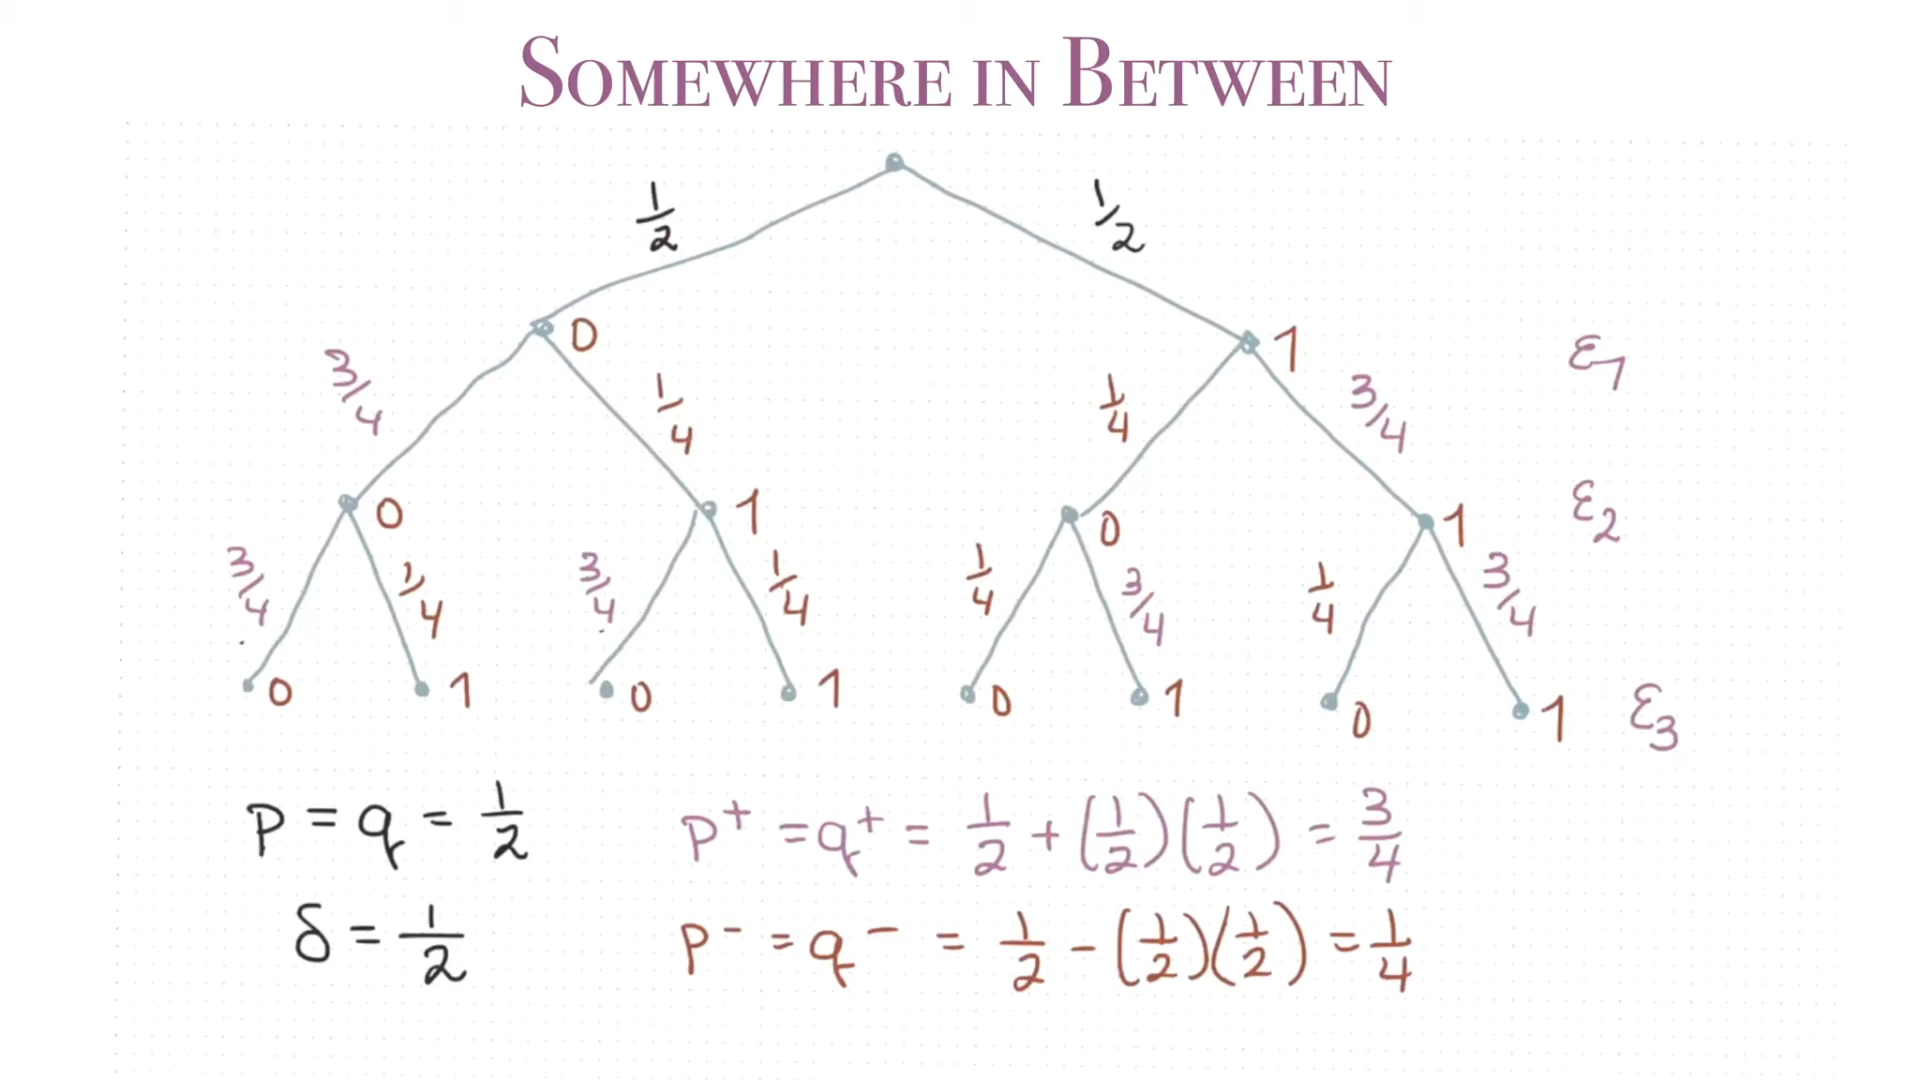 SOMEWHERE IN BETWEEN
1/2 1/2
0 1 ε1
3/4 1/4 1/4 3/4
0 1 0 1 ε2
3/4 1/4 3/4 1/4 1/4 3/4 1/4 3/4
0 1 0 1 0 1 0 1 ε3
p = q = 1/2 p⁺ = q⁺ = 1/2 + (1/2)(1/2) = 3/4
δ = 1/2 p⁻ = q⁻ = 1/2 - (1/2)(1/2) = 1/4